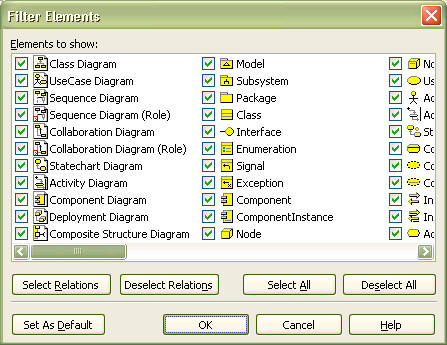 Filter Elements
Elements to show:
Class Diagram Model No
UseCase Diagram Subsystem Us
Sequence Diagram Package Ac
Sequence Diagram (Role) Class Ac
Collaboration Diagram Interface St
Collaboration Diagram (Role) Enumeration Co
Statechart Diagram Signal Co
Activity Diagram Exception Co
Component Diagram Component In
Deployment Diagram ComponentInstance In
Composite Structure Diagram Node Ac
Select Relations Deselect Relations Select All Deselect All
Set As Default OK Cancel Help